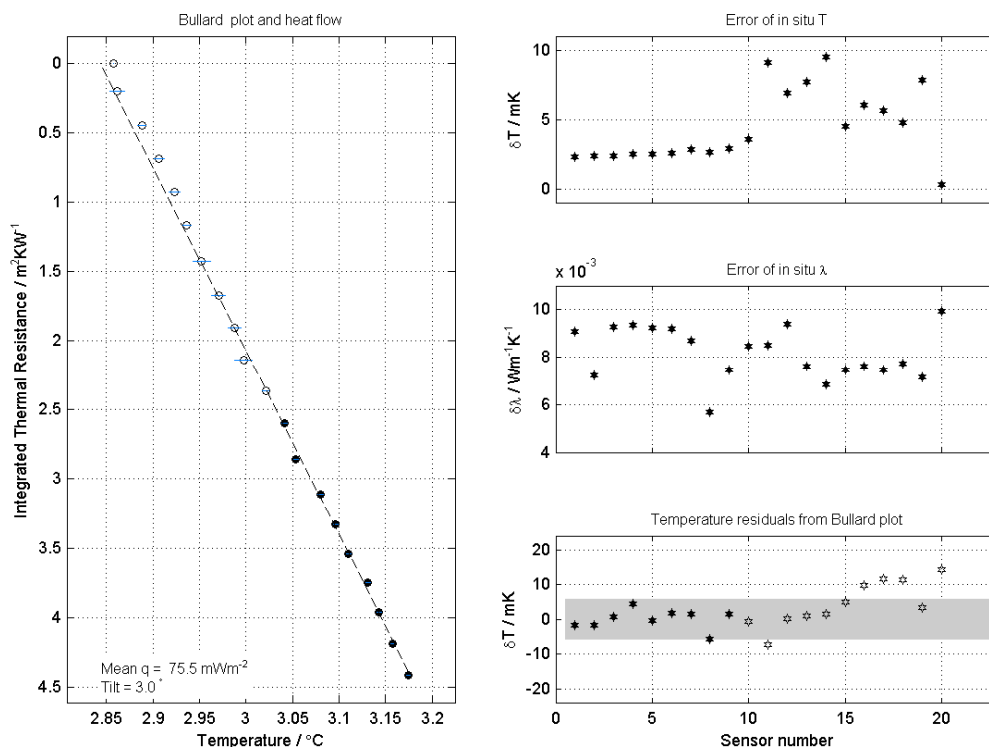 Bullard plot and heat flow
Integrated Thermal Resistance / m²KW⁻¹
0
0.5
1
1.5
2
2.5
3
3.5
4
4.5
Mean q = 75.5 mWm⁻²
Tilt = 3.0°
2.85 2.9 2.95 3 3.05 3.1 3.15 3.2
Temperature / °C
Error of in situ T
δT / mK
10
5
0
x 10⁻³
Error of in situ λ
δλ / Wm⁻¹K⁻¹
10
8
6
4
Temperature residuals from Bullard plot
δT / mK
20
10
0
-10
-20
0 5 10 15 20
Sensor number